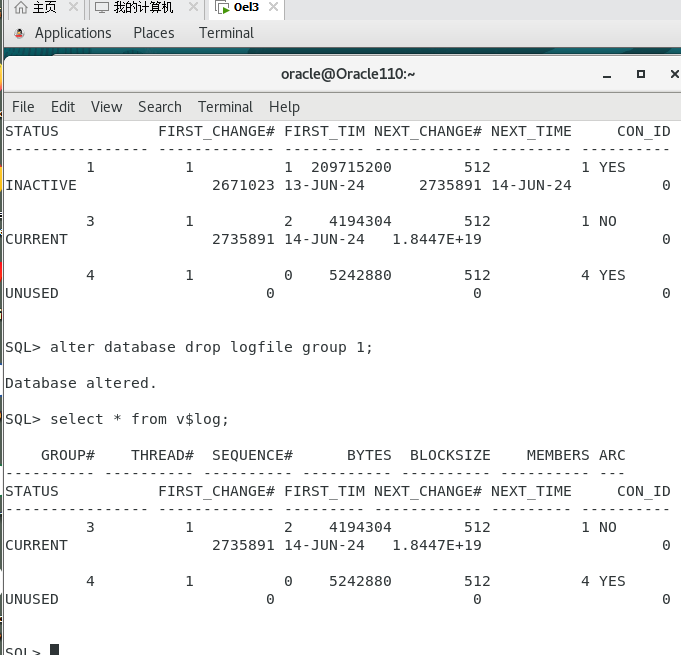 主页 我的计算机 Oel3
Applications Places Terminal
oracle@Oracle110:~
File Edit View Search Terminal Help
STATUS FIRST_CHANGE# FIRST_TIM NEXT_CHANGE# NEXT_TIME CON_ID
---------------- ------------- --------- ------------ --------- ----------
1 1 1 209715200 512 1 YES
INACTIVE 2671023 13-JUN-24 2735891 14-JUN-24 0
3 1 2 4194304 512 1 NO
CURRENT 2735891 14-JUN-24 1.8447E+19 0
4 1 0 5242880 512 4 YES
UNUSED 0 0 0
SQL> alter database drop logfile group 1;
Database altered.
SQL> select * from v$log;
GROUP# THREAD# SEQUENCE# BYTES BLOCKSIZE MEMBERS ARC
---------- ---------- ---------- ---------- ---------- ---------- ---
STATUS FIRST_CHANGE# FIRST_TIM NEXT_CHANGE# NEXT_TIME CON_ID
---------------- ------------- --------- ------------ --------- ----------
3 1 2 4194304 512 1 NO
CURRENT 2735891 14-JUN-24 1.8447E+19 0
4 1 0 5242880 512 4 YES
UNUSED 0 0 0
SQL>